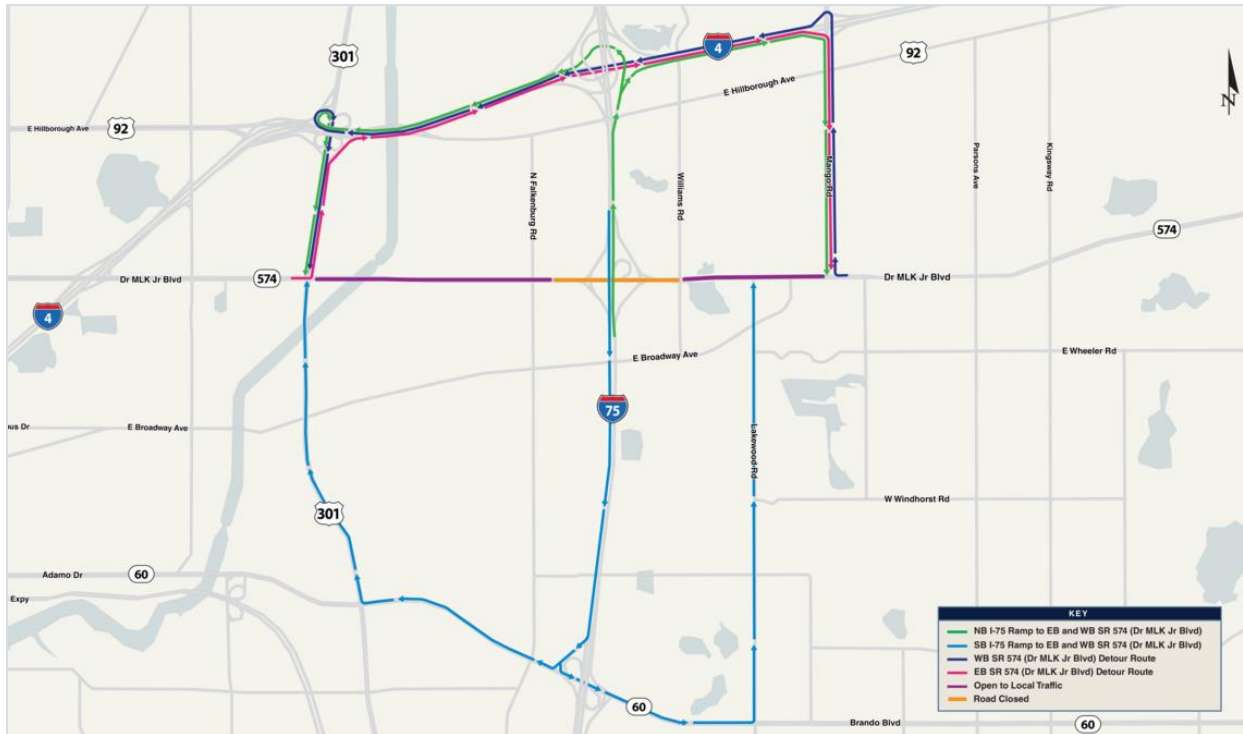 301
4
92
E Hillborough Ave
E Hillborough Ave
92
N
N Falkenburg Rd
Williams Rd
Mango Rd
Parsons Ave
Kingsway Rd
574
Dr MLK Jr Blvd
574
Dr MLK Jr Blvd
4
E Broadway Ave
E Wheeler Rd
75
us Dr
E Broadway Ave
Lakewood Rd
W Windhorst Rd
301
Adamo Dr
60
Expy
60
Brando Blvd
60
KEY
NB I-75 Ramp to EB and WB SR 574 (Dr MLK Jr Blvd)
SB I-75 Ramp to EB and WB SR 574 (Dr MLK Jr Blvd)
WB SR 574 (Dr MLK Jr Blvd) Detour Route
EB SR 574 (Dr MLK Jr Blvd) Detour Route
Open to Local Traffic
Road Closed